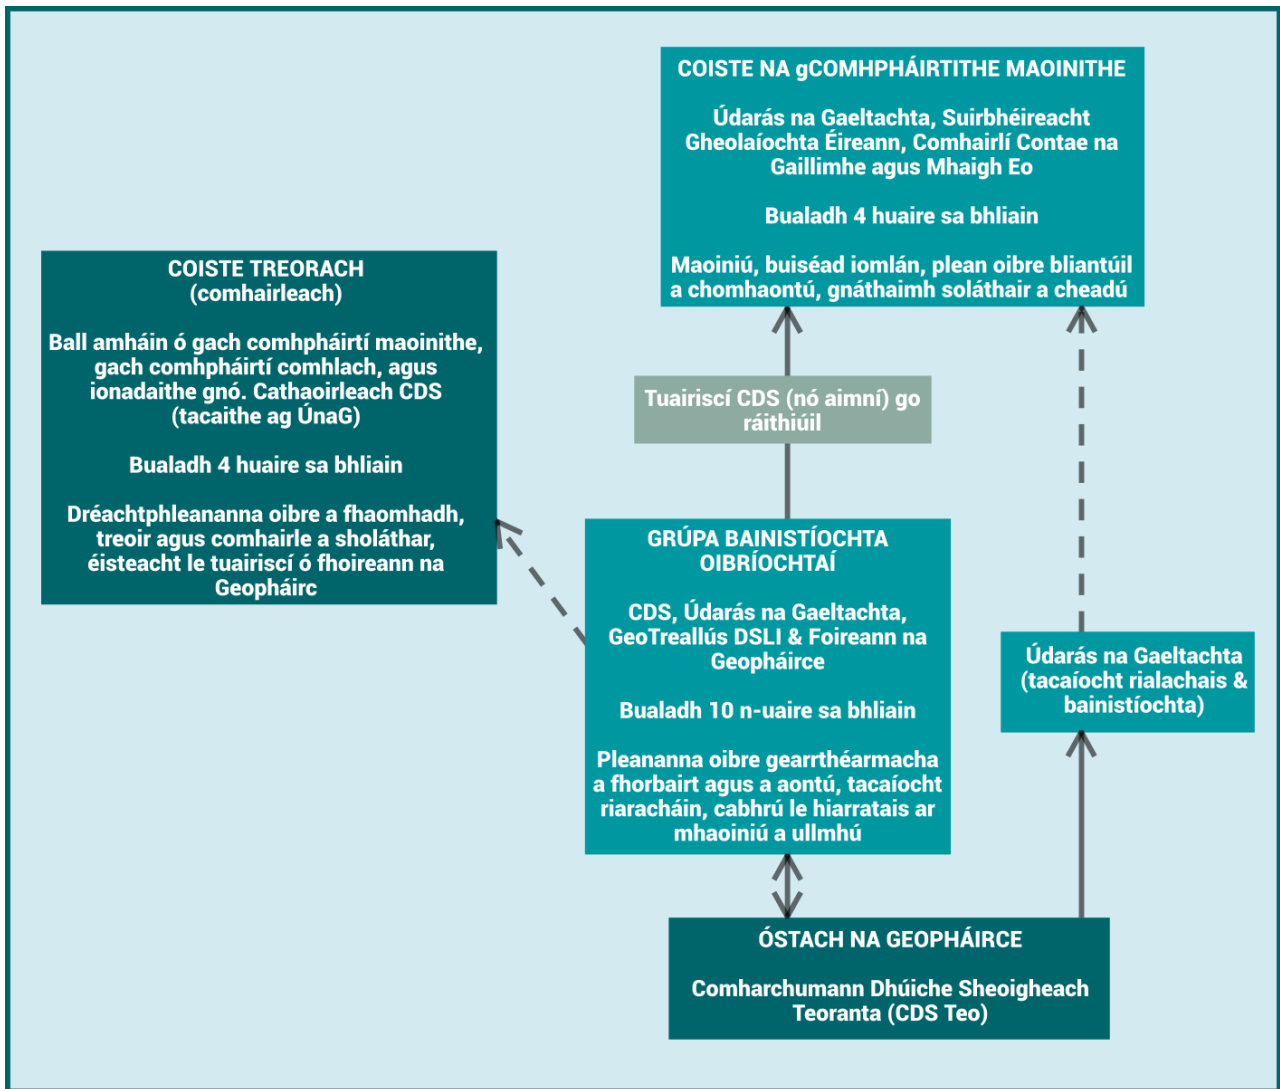 COISTE NA gCOMHPHÁIRTITHE MAOINITHE
Údarás na Gaeltachta, Suirbhéireacht
Gheolaíochta Éireann, Comhairlí Contae na
Gaillimhe agus Mhaigh Eo
Bualadh 4 huaire sa bhliain
Maoiniú, buiséad iomlán, plean oibre bliantúil
a chomhaontú, gnáthaimh soláthair a cheadú
COISTE TREORACH
(comhairleach)
Ball amháin ó gach comhpháirtí maoinithe,
gach comhpháirtí comhlach, agus
ionadaithe gnó. Cathaoirleach CDS
(tacaithe ag ÚnaG)
Bualadh 4 huaire sa bhliain
Dréachtphleananna oibre a fhaomhadh,
treoir agus comhairle a sholáthar,
éisteacht le tuairiscí ó fhoireann na
Geopháirc
Tuairiscí CDS (nó aimní) go
ráithiúil
GRÚPA BAINISTÍOCHTA
OIBRÍOCHTAÍ
CDS, Údarás na Gaeltachta,
GeoTreallús DSLI & Foireann na
Geopháirce
Bualadh 10 n-uaire sa bhliain
Pleananna oibre gearrthéarmacha
a fhorbairt agus a aontú, tacaíocht
riaracháin, cabhrú le hiarratais ar
mhaoiniú a ullmhú
Údarás na Gaeltachta
(tacaíocht rialachais &
bainistíochta)
ÓSTACH NA GEOPHÁIRCE
Comharchumann Dhúiche Sheoigheach
Teoranta (CDS Teo)